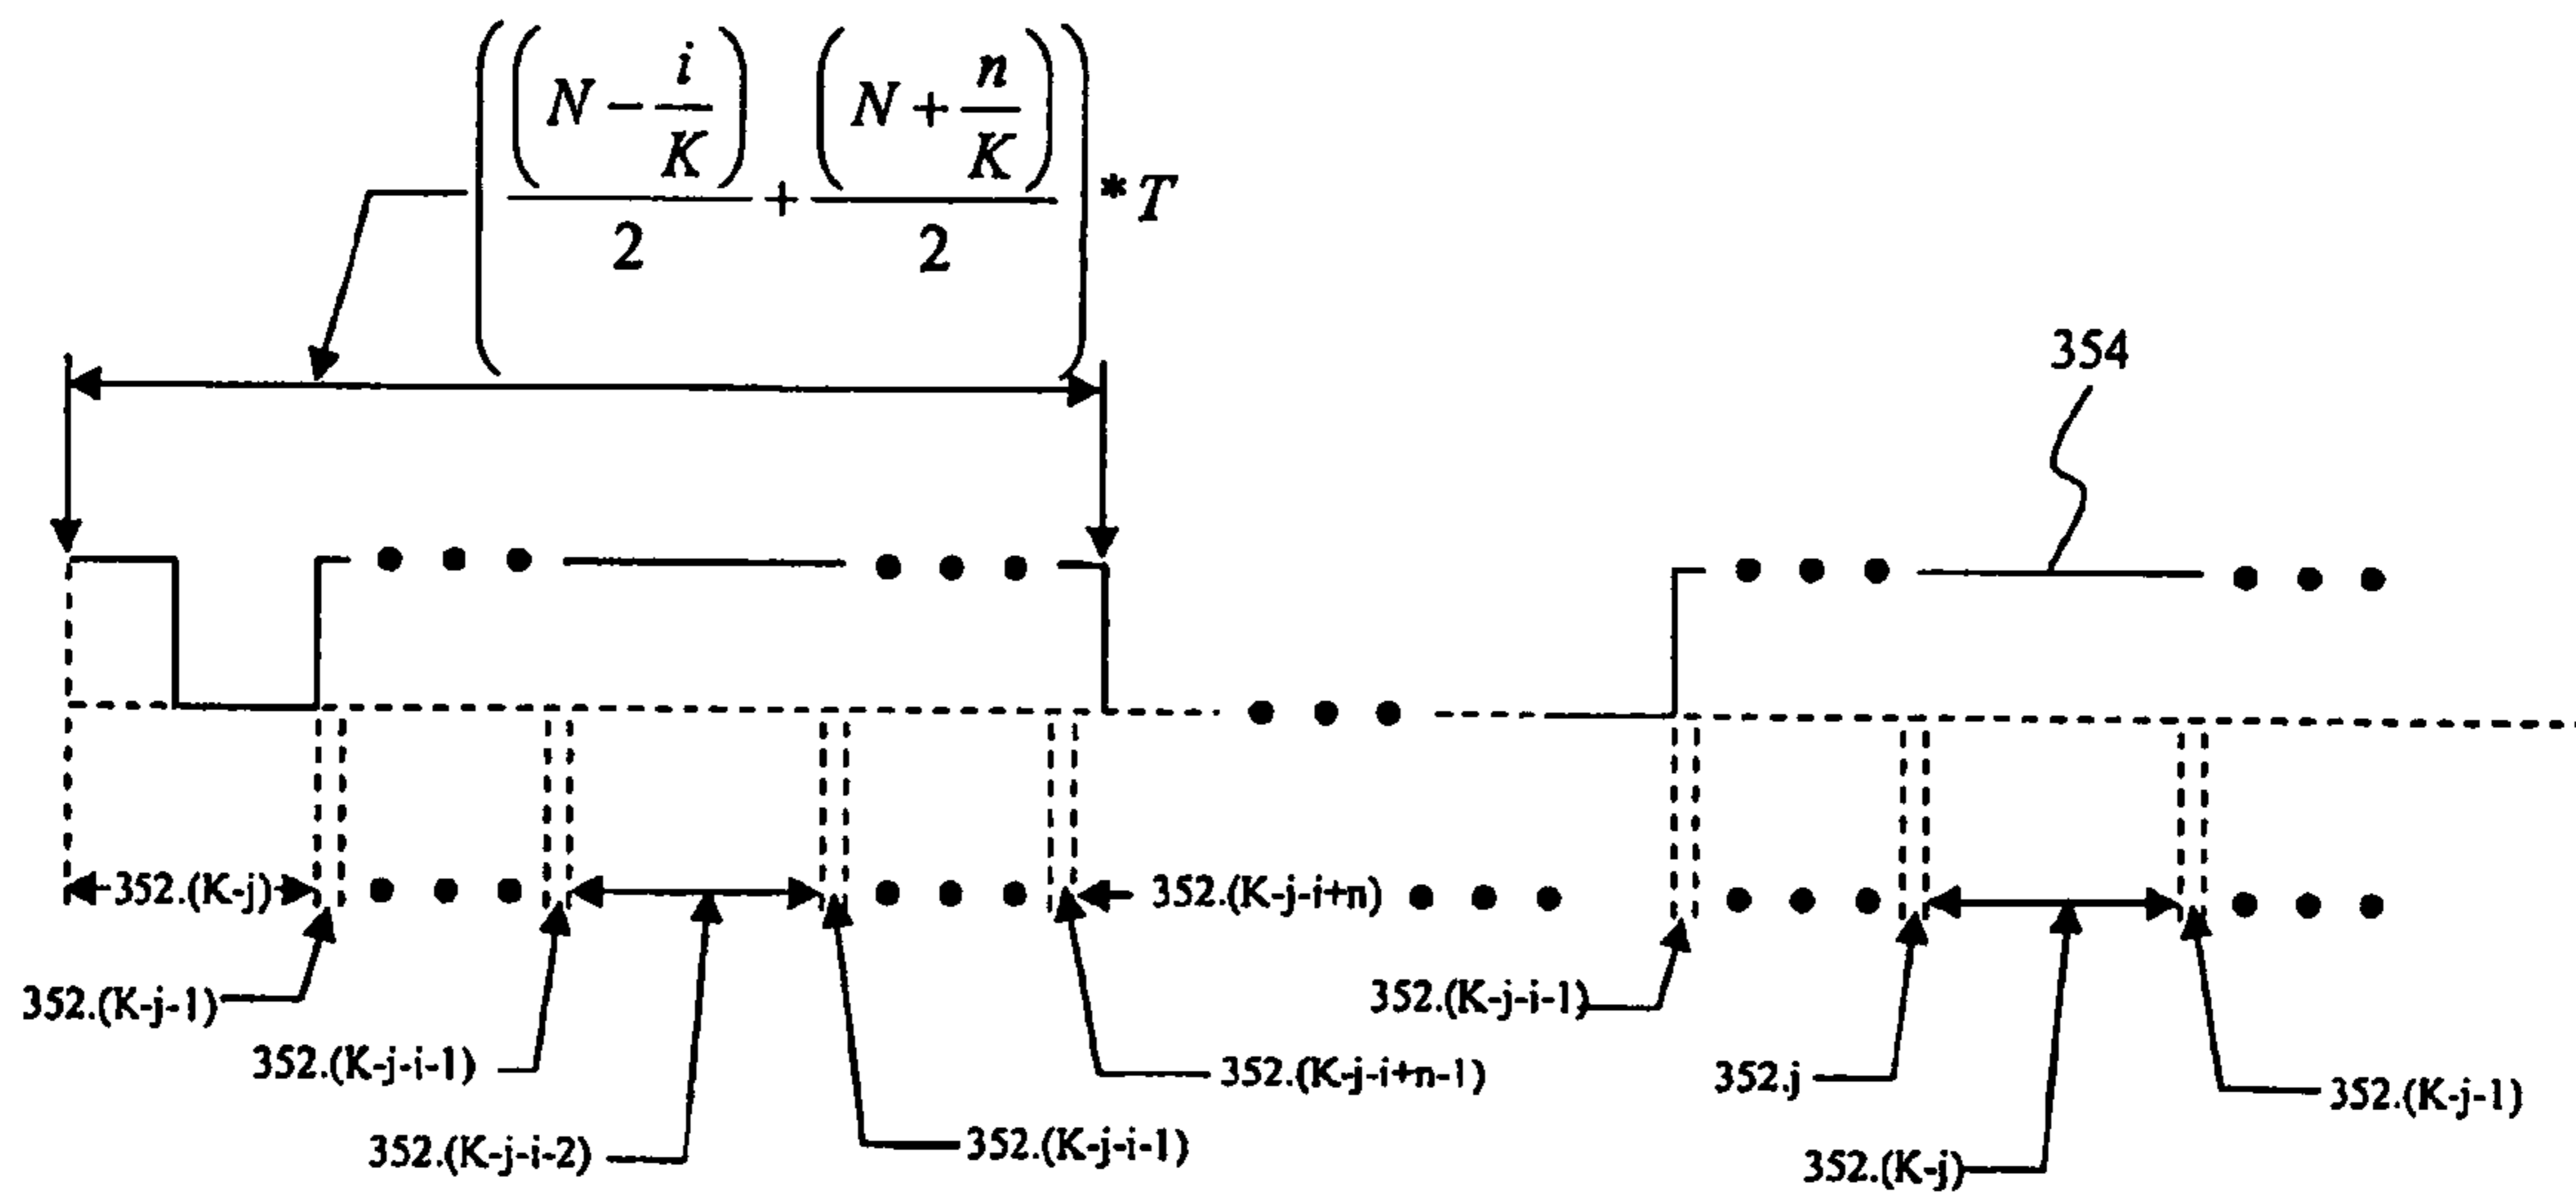 ( (N - i/K)/2 + (N + n/K)/2 ) * T
354
352.(K-j)
352.(K-j-i+n)
352.(K-j-1)
352.(K-j-i-1)
352.(K-j-i-1)
352.(K-j-i+n-1)
352.j
352.(K-j-1)
352.(K-j-i-2)
352.(K-j-i-1)
352.(K-j)